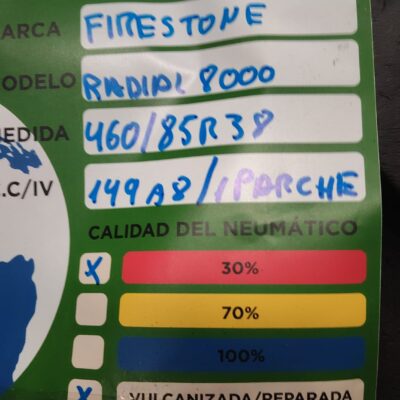 ARCA FIRESTONE
ODELO RADIAL 8000
EDIDA 460/85R38
.C/IV 149A8/1PARCHE
CALIDAD DEL NEUMÁTICO
X 30%
70%
100%
X VULCANIZADA/REPARADA